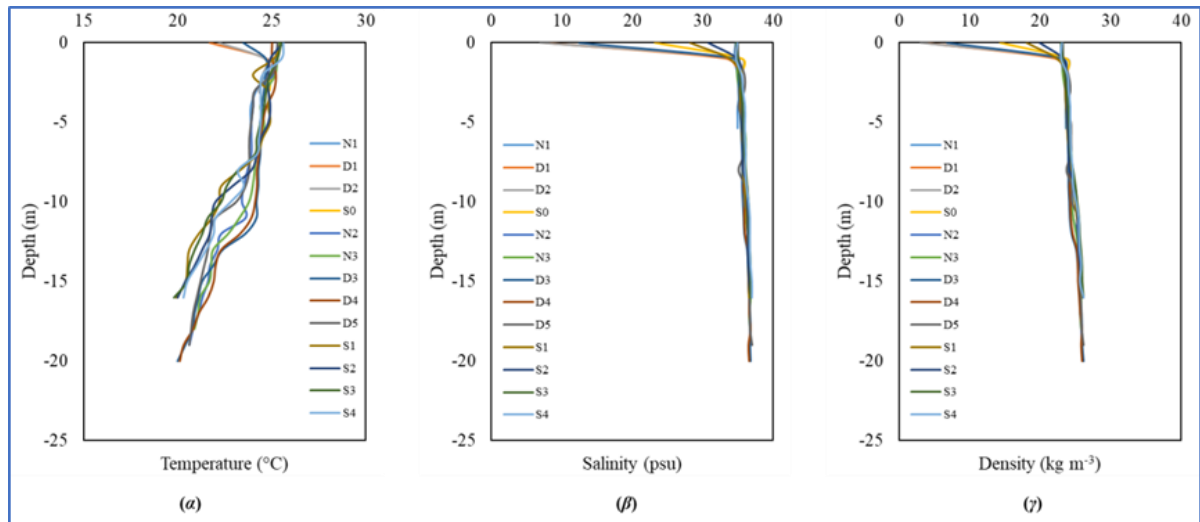 15 20 25 30
0
-5
-10
-15
-20
-25
Depth (m)
N1
D1
D2
S0
N2
N3
D3
D4
D5
S1
S2
S3
S4
Temperature (°C)
(α)
0 10 20 30 40
0
-5
-10
-15
-20
-25
Depth (m)
N1
D1
D2
S0
N2
N3
D3
D4
D5
S1
S2
S3
S4
Salinity (psu)
(β)
0 10 20 30 40
0
-5
-10
-15
-20
-25
Depth (m)
N1
D1
D2
S0
N2
N3
D3
D4
D5
S1
S2
S3
S4
Density (kg m⁻³)
(γ)